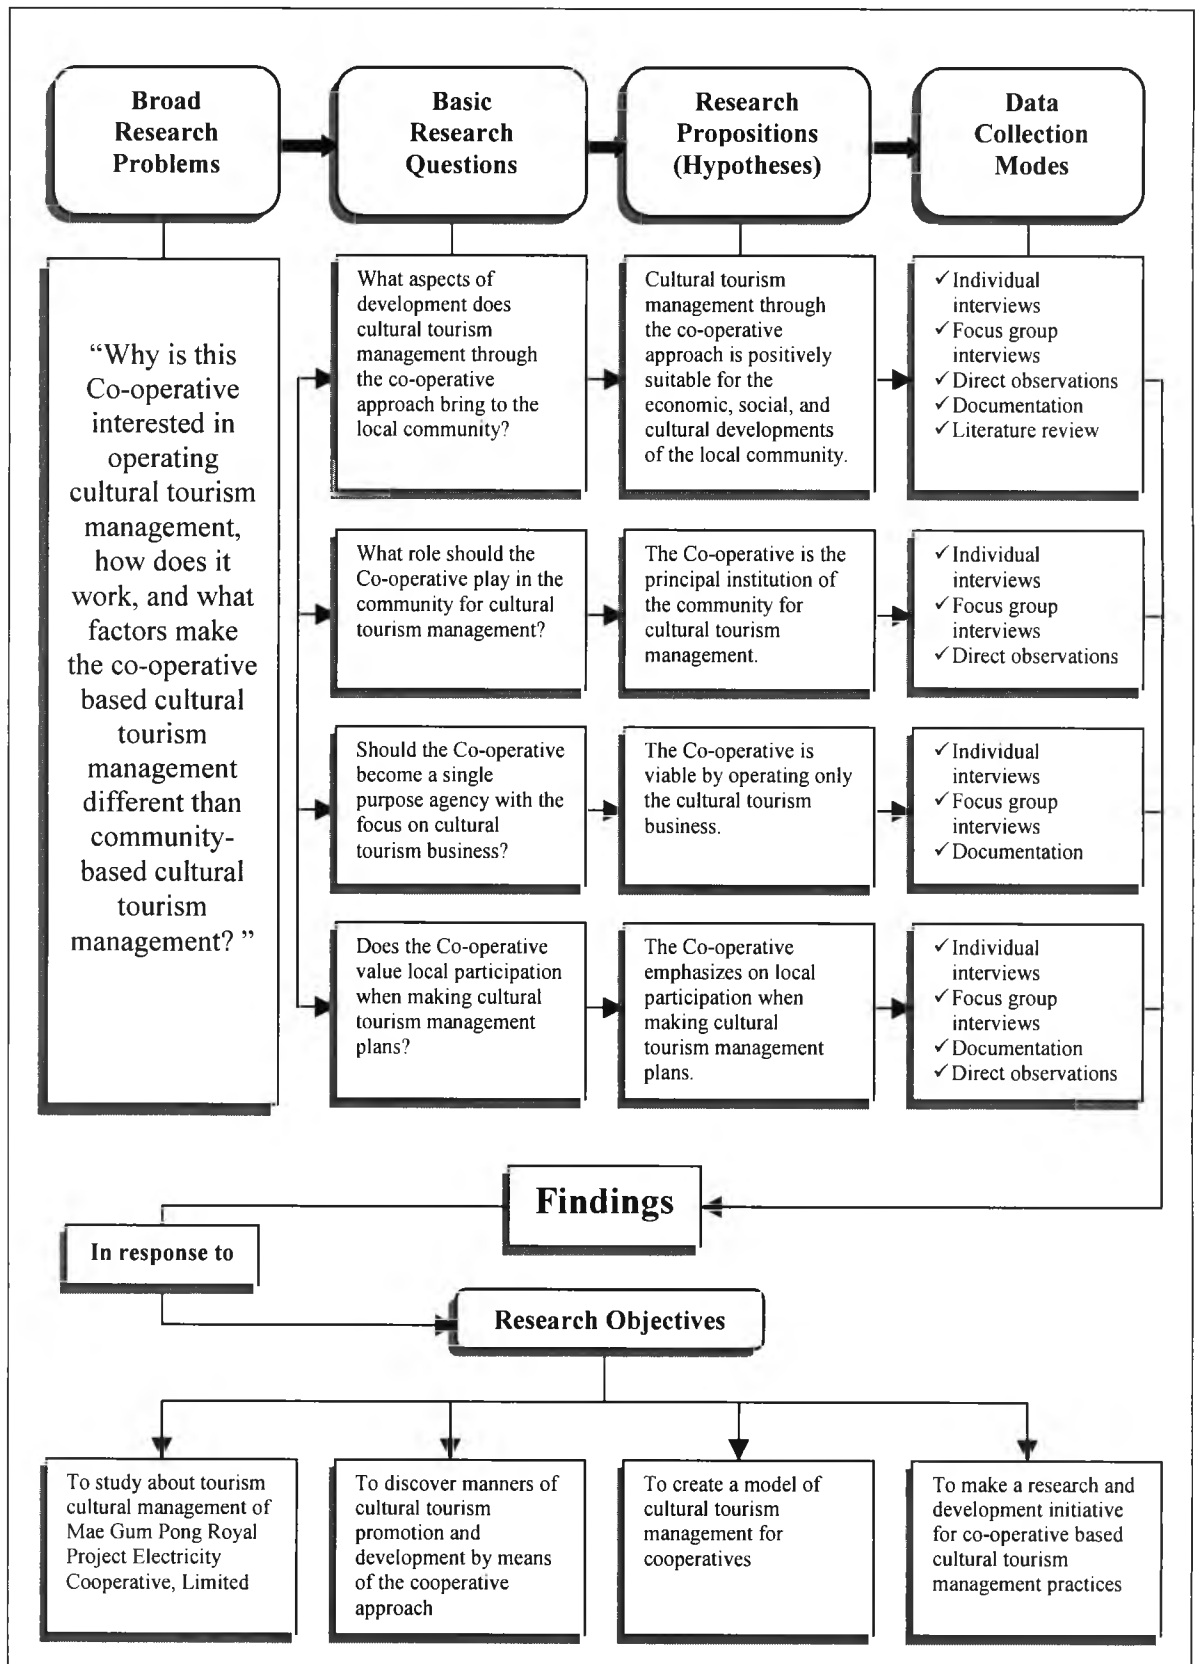 Broad
Research
Problems
Basic
Research
Questions
Research
Propositions
(Hypotheses)
Data
Collection
Modes
“Why is this
Co-operative
interested in
operating
cultural tourism
management,
how does it
work, and what
factors make
the co-operative
based cultural
tourism
management
different than
community-
based cultural
tourism
management? ”
What aspects of
development does
cultural tourism
management through
the co-operative
approach bring to the
local community?
Cultural tourism
management through
the co-operative
approach is positively
suitable for the
economic, social, and
cultural developments
of the local community.
✓ Individual
interviews
✓ Focus group
interviews
✓ Direct observations
✓ Documentation
✓ Literature review
What role should the
Co-operative play in the
community for cultural
tourism management?
The Co-operative is the
principal institution of
the community for
cultural tourism
management.
✓ Individual
interviews
✓ Focus group
interviews
✓ Direct observations
Should the Co-operative
become a single
purpose agency with the
focus on cultural
tourism business?
The Co-operative is
viable by operating only
the cultural tourism
business.
✓ Individual
interviews
✓ Focus group
interviews
✓ Documentation
Does the Co-operative
value local participation
when making cultural
tourism management
plans?
The Co-operative
emphasizes on local
participation when
making cultural
tourism management
plans.
✓ Individual
interviews
✓ Focus group
interviews
✓ Documentation
✓ Direct observations
Findings
In response to
Research Objectives
To study about tourism
cultural management of
Mae Gum Pong Royal
Project Electricity
Cooperative, Limited
To discover manners of
cultural tourism
promotion and
development by means
of the cooperative
approach
To create a model of
cultural tourism
management for
cooperatives
To make a research and
development initiative
for co-operative based
cultural tourism
management practices